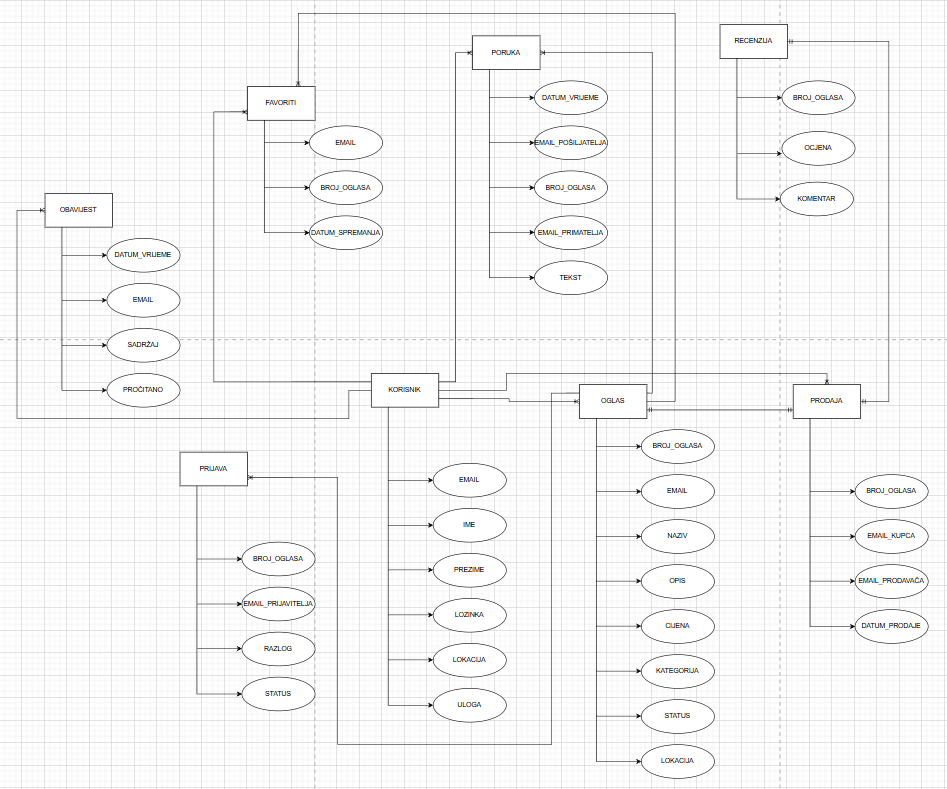 RECENZIJA
BROJ_OGLASA
OCJENA
KOMENTAR
PORUKA
DATUM_VRIJEME
EMAIL_POŠILJATELJA
BROJ_OGLASA
EMAIL_PRIMATELJA
TEKST
FAVORITI
EMAIL
BROJ_OGLASA
DATUM_SPREMANJA
OBAVIJEST
DATUM_VRIJEME
EMAIL
SADRŽAJ
PROČITANO
KORISNIK
EMAIL
IME
PREZIME
LOZINKA
LOKACIJA
ULOGA
OGLAS
BROJ_OGLASA
EMAIL
NAZIV
OPIS
CIJENA
KATEGORIJA
STATUS
LOKACIJA
PRODAJA
BROJ_OGLASA
EMAIL_KUPCA
EMAIL_PRODAVAČA
DATUM_PRODAJE
PRIJAVA
BROJ_OGLASA
EMAIL_PRIJAVITELJA
RAZLOG
STATUS